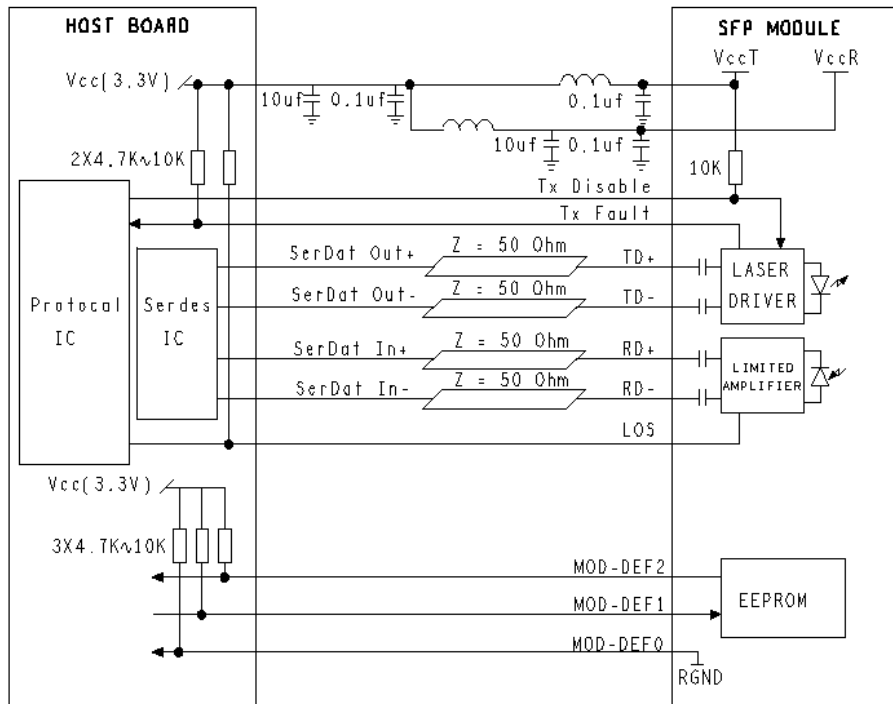 HOST BOARD
SFP MODULE
VccT
VccR
Vcc(3.3V)
10uf
0.1uf
0.1uf
10uf
0.1uf
2X4.7K~10K
10K
Tx Disable
Tx Fault
SerDat Out+
Z = 50 Ohm
TD+
SerDat Out-
Z = 50 Ohm
TD-
LASER
DRIVER
Protocal
IC
Serdes
IC
SerDat In+
Z = 50 Ohm
RD+
SerDat In-
Z = 50 Ohm
RD-
LIMITED
AMPLIFIER
LOS
Vcc(3.3V)
3X4.7K~10K
MOD-DEF2
MOD-DEF1
EEPROM
MOD-DEF0
RGND